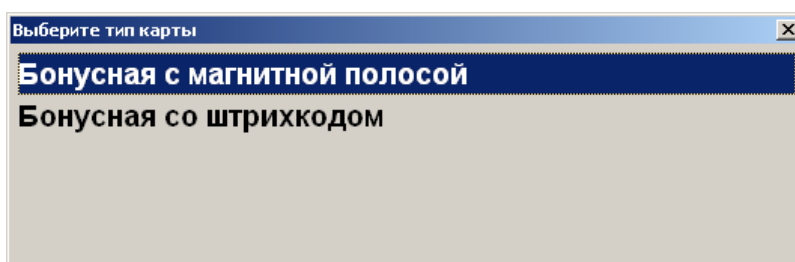 Выберите тип карты
Бонусная с магнитной полосой
Бонусная со штрихкодом